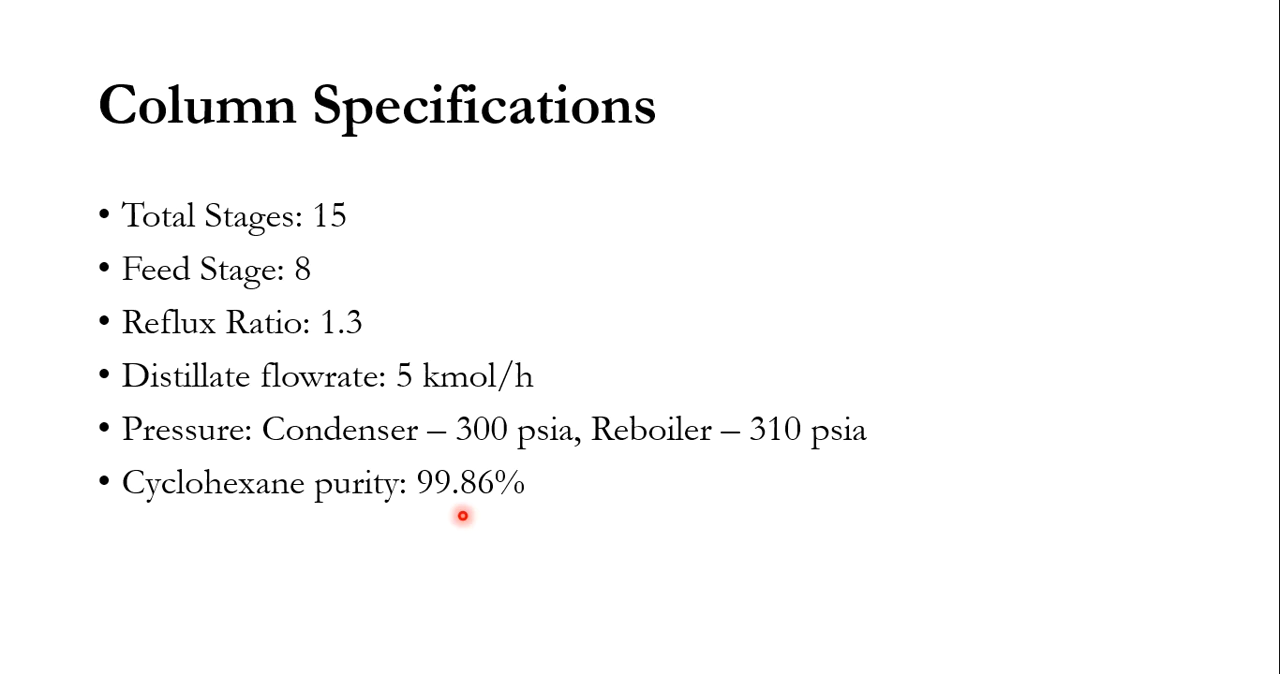 Column Specifications
• Total Stages: 15
• Feed Stage: 8
• Reflux Ratio: 1.3
• Distillate flowrate: 5 kmol/h
• Pressure: Condenser – 300 psia, Reboiler – 310 psia
• Cyclohexane purity: 99.86%